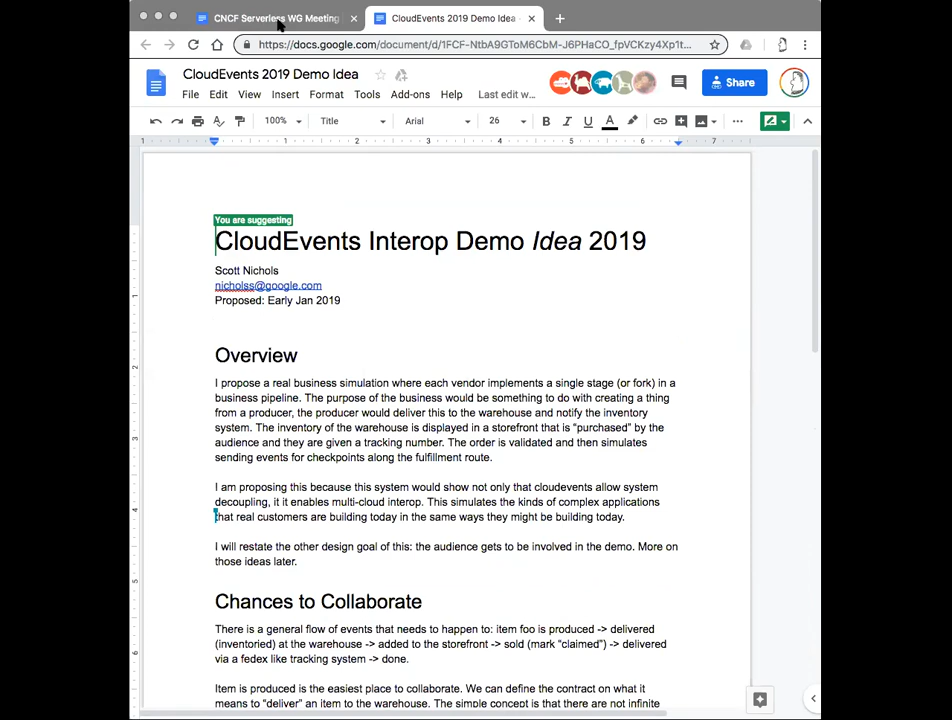 CNCF Serverless WG Meeting
CloudEvents 2019 Demo Idea
https://docs.google.com/document/d/1FCF-NtbA9GToM6CbM-J6PHaCO_fpVCKzy4Xp1t...
CloudEvents 2019 Demo Idea
Share
File Edit View Insert Format Tools Add-ons Help Last edit w...
100% Title Arial 26 B I U A
1 1 2 3 4 5 6 7
You are suggesting
CloudEvents Interop Demo Idea 2019
Scott Nichols
nicholss@google.com
Proposed: Early Jan 2019
Overview
I propose a real business simulation where each vendor implements a single stage (or fork) in a
business pipeline. The purpose of the business would be something to do with creating a thing
from a producer, the producer would deliver this to the warehouse and notify the inventory
system. The inventory of the warehouse is displayed in a storefront that is “purchased” by the
audience and they are given a tracking number. The order is validated and then simulates
sending events for checkpoints along the fulfillment route.
I am proposing this because this system would show not only that cloudevents allow system
decoupling, it it enables multi-cloud interop. This simulates the kinds of complex applications
that real customers are building today in the same ways they might be building today.
I will restate the other design goal of this: the audience gets to be involved in the demo. More on
those ideas later.
Chances to Collaborate
There is a general flow of events that needs to happen to: item foo is produced -> delivered
(inventoried) at the warehouse -> added to the storefront -> sold (mark “claimed”) -> delivered
via a fedex like tracking system -> done.
Item is produced is the easiest place to collaborate. We can define the contract on what it
means to “deliver” an item to the warehouse. The simple concept is that there are not infinite